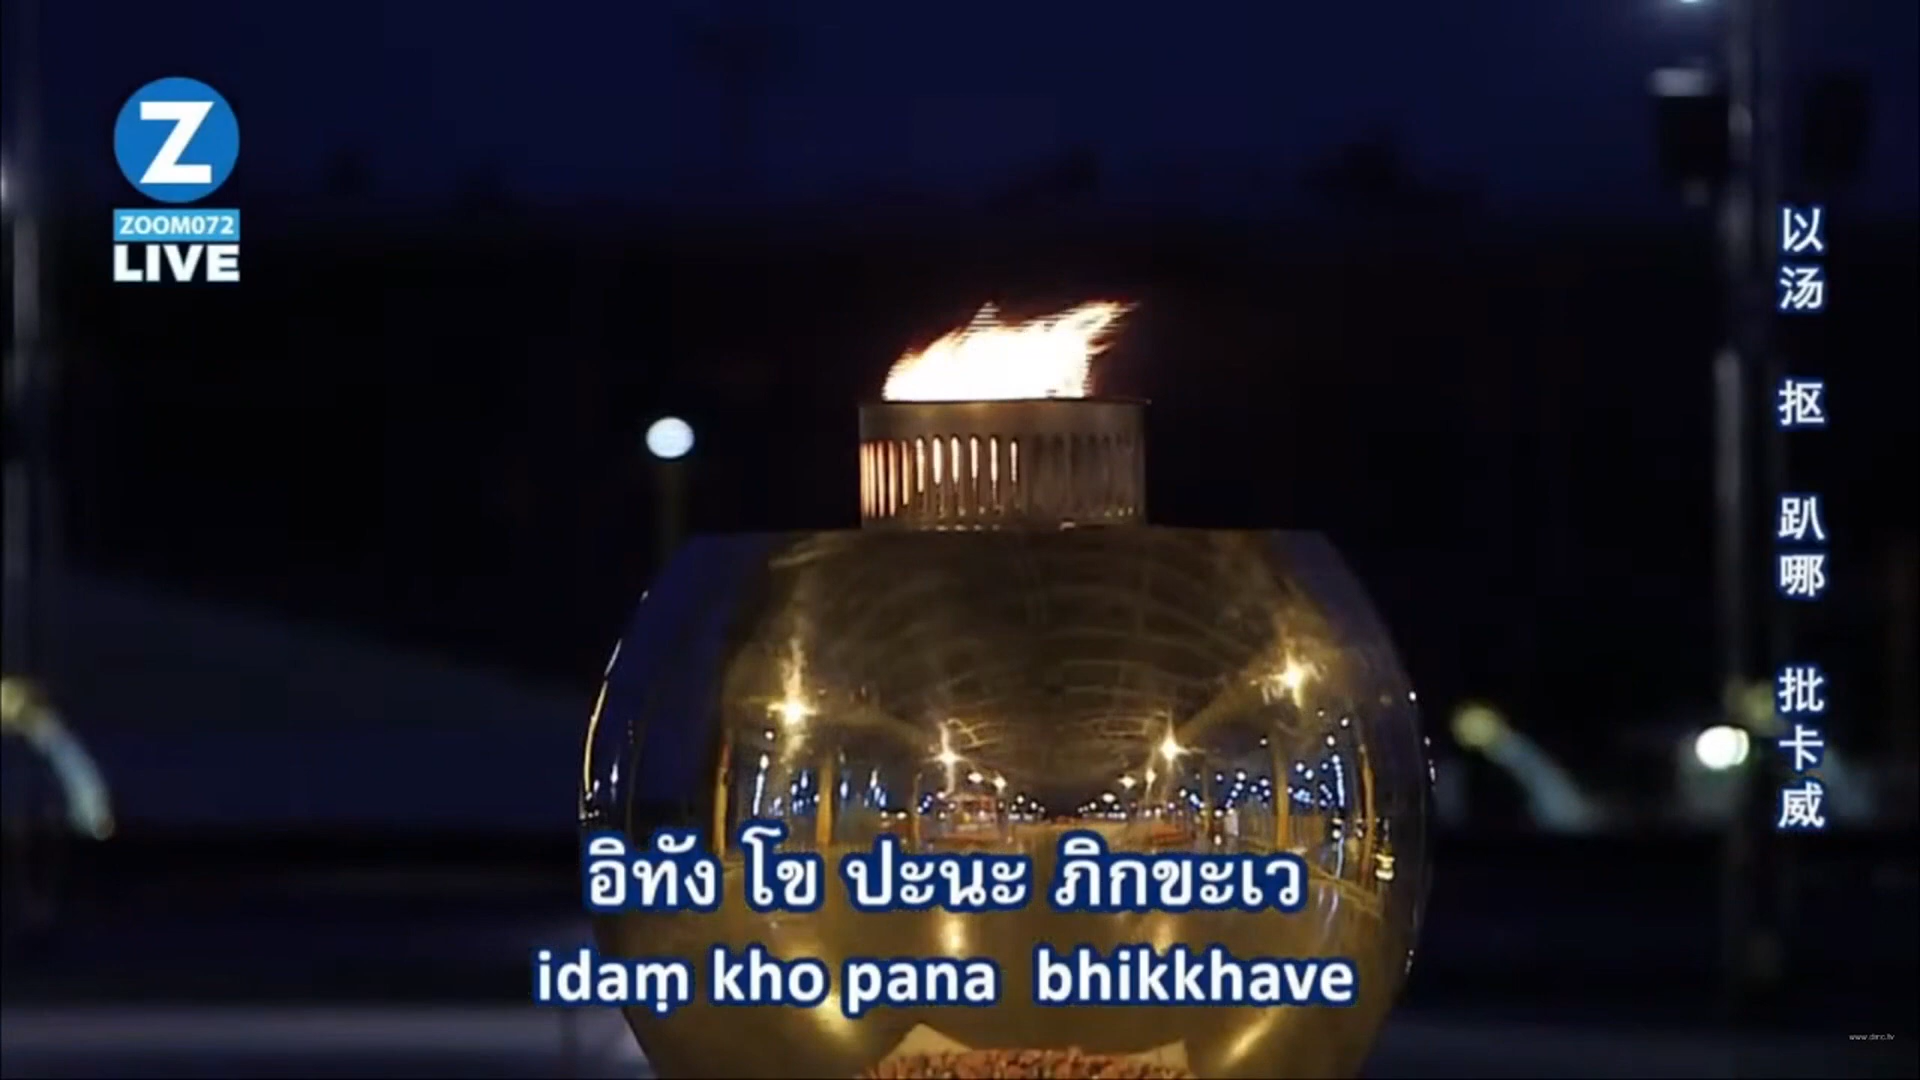 Z
ZOOM072
LIVE
以汤 抠 趴哪 批卡威
อิทัง โข ปะนะ ภิกขะเว
idaṃ kho pana bhikkhave